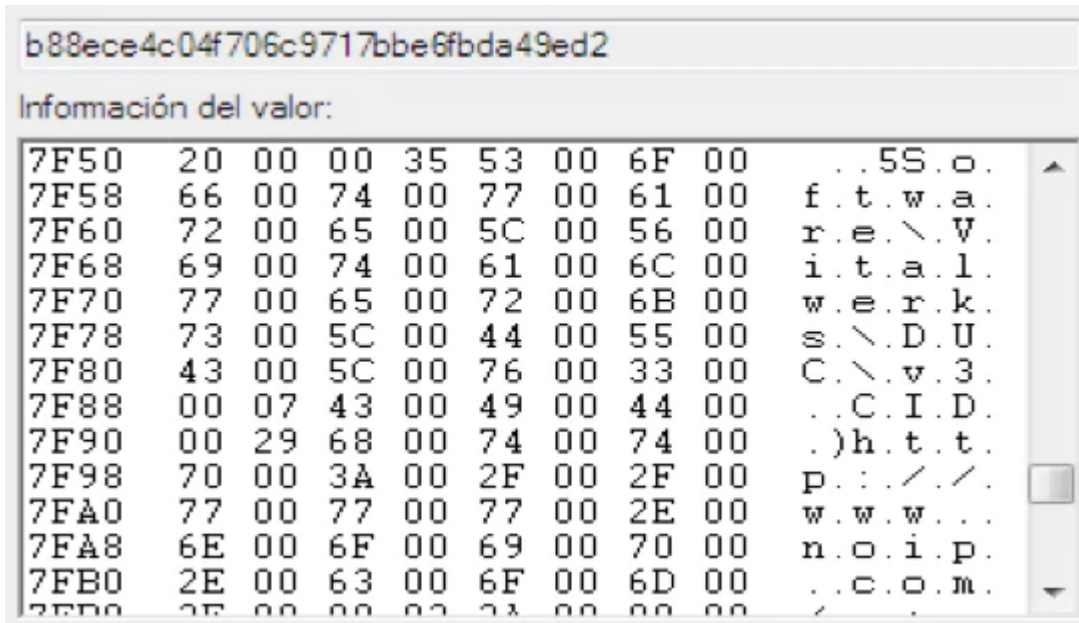 b88ece4c04f706c9717bbe6fbda49ed2
Información del valor:
7F50 20 00 00 35 53 00 6F 00 ..5S.o.
7F58 66 00 74 00 77 00 61 00 f.t.w.a.
7F60 72 00 65 00 5C 00 56 00 r.e.\.V.
7F68 69 00 74 00 61 00 6C 00 i.t.a.l.
7F70 77 00 65 00 72 00 6B 00 w.e.r.k.
7F78 73 00 5C 00 44 00 55 00 s.\.D.U.
7F80 43 00 5C 00 76 00 33 00 C.\.v.3.
7F88 00 07 43 00 49 00 44 00 ..C.I.D.
7F90 00 29 68 00 74 00 74 00 .)h.t.t.
7F98 70 00 3A 00 2F 00 2F 00 p.:././.
7FA0 77 00 77 00 77 00 2E 00 w.w.w...
7FA8 6E 00 6F 00 69 00 70 00 n.o.i.p.
7FB0 2E 00 63 00 6F 00 6D 00 ..c.o.m.